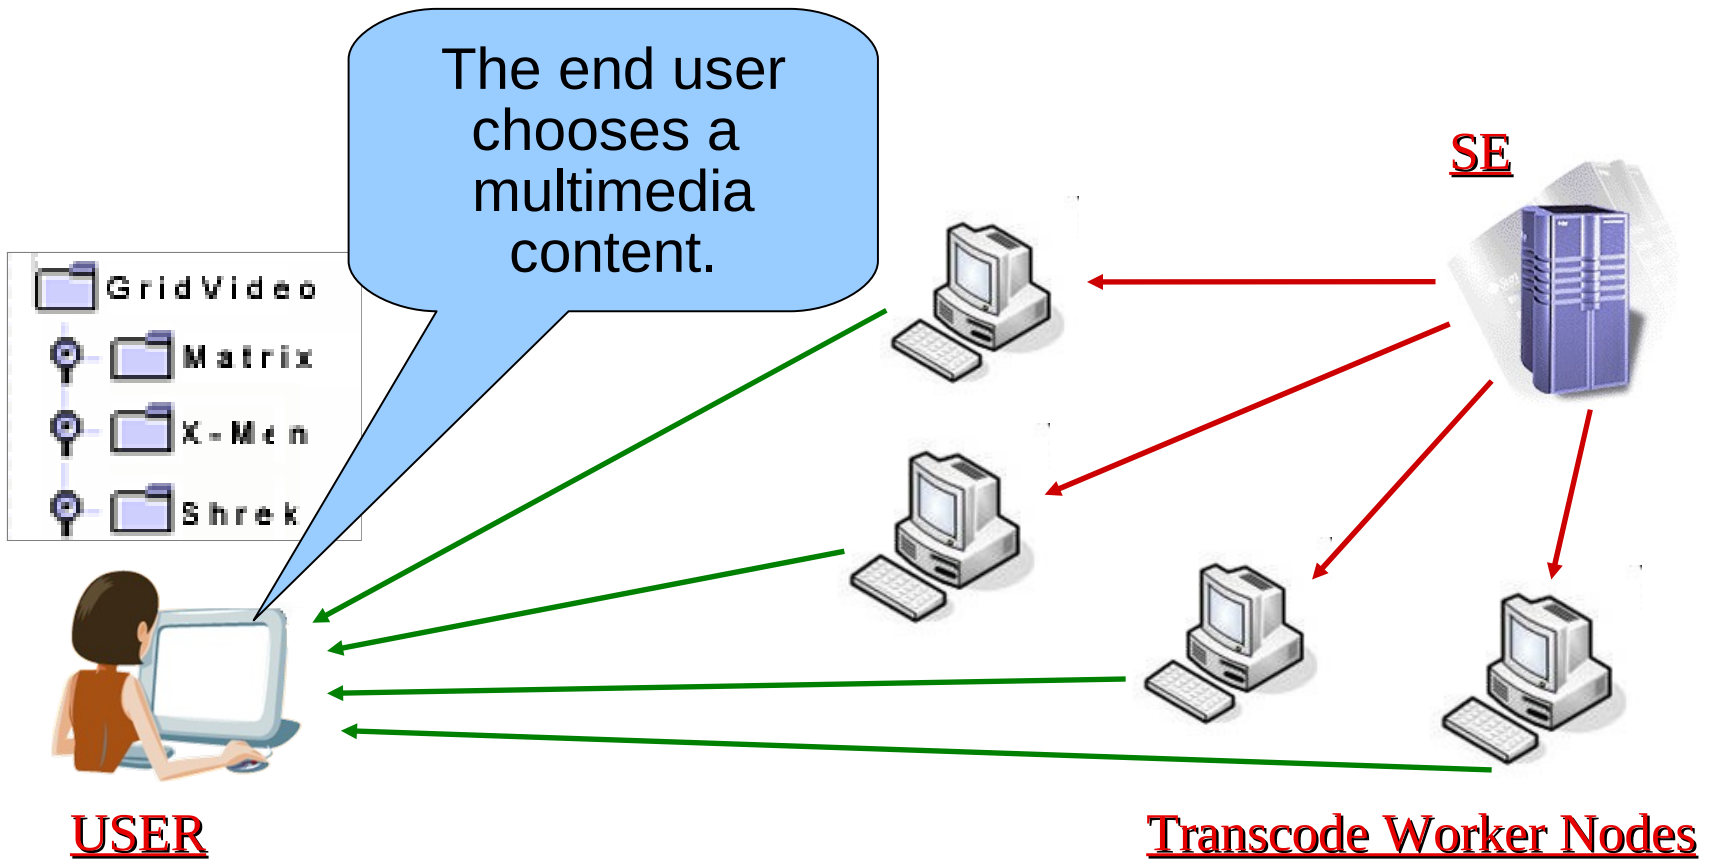 The end user
chooses a
multimedia
content.
SE
GridVideo
Matrix
X-Men
Shrek
USER
Transcode Worker Nodes